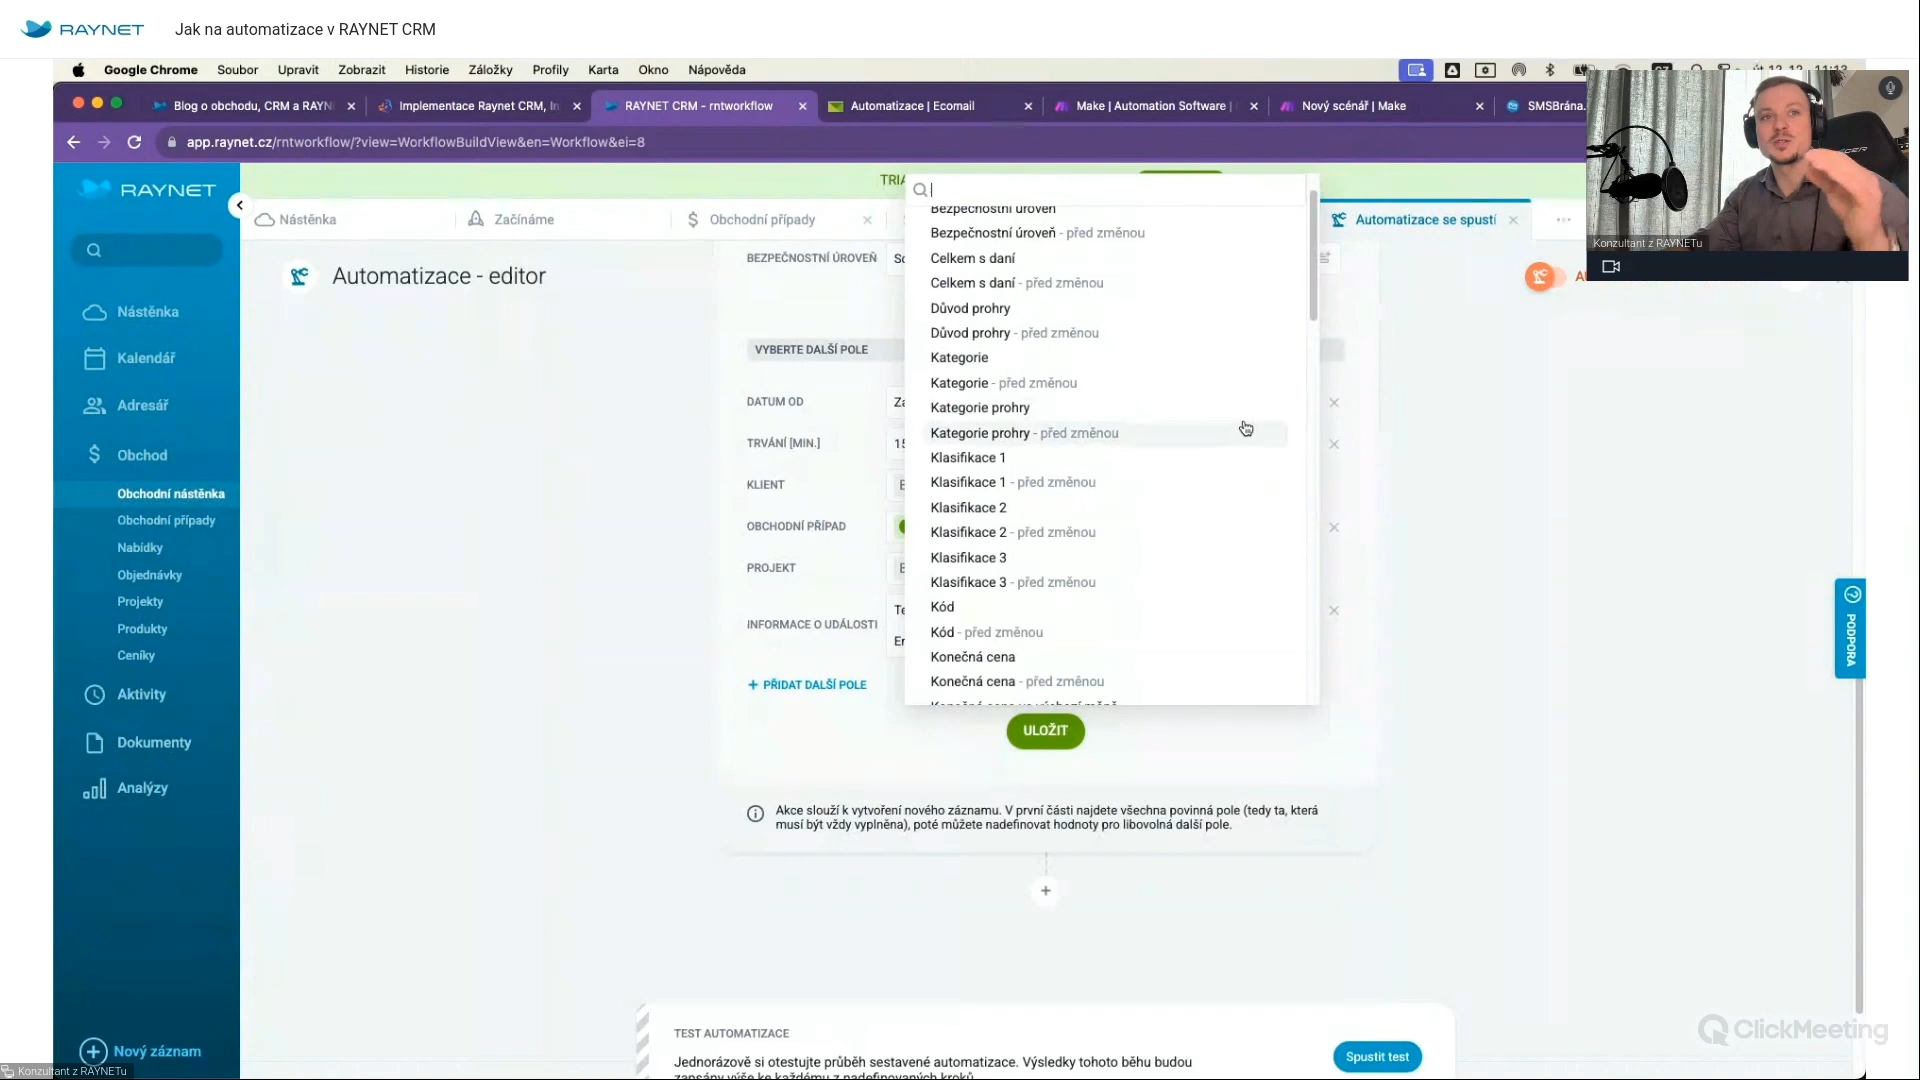 RAYNET Jak na automatizace v RAYNET CRM
Google Chrome Soubor Upravit Zobrazit Historie Záložky Profily Karta Okno Nápověda
Blog o obchodu, CRM a RAYN Implementace Raynet CRM, In RAYNET CRM - rntworkflow Automatizace | Ecomail Make | Automation Software | Nový scénář | Make SMSBrána.
app.raynet.cz/rntworkflow/?view=WorkflowBuildView&en=Workflow&ei=8
Konzultant z RAYNETu
RAYNET
Nástěnka
Kalendář
Adresář
Obchod
Obchodní nástěnka
Obchodní případy
Nabídky
Objednávky
Projekty
Produkty
Ceníky
Aktivity
Dokumenty
Analýzy
Nový záznam
Konzultant z RAYNETu
Nástěnka Začínáme Obchodní případy Automatizace se spustí
Automatizace - editor
BEZPEČNOSTNÍ ÚROVEŇ
VYBERTE DALŠÍ POLE
DATUM OD
TRVÁNÍ [MIN.]
KLIENT
OBCHODNÍ PŘÍPAD
PROJEKT
INFORMACE O UDÁLOSTI
+ PŘIDAT DALŠÍ POLE
Bezpečnostní úroveň
Bezpečnostní úroveň - před změnou
Celkem s daní
Celkem s daní - před změnou
Důvod prohry
Důvod prohry - před změnou
Kategorie
Kategorie - před změnou
Kategorie prohry
Kategorie prohry - před změnou
Klasifikace 1
Klasifikace 1 - před změnou
Klasifikace 2
Klasifikace 2 - před změnou
Klasifikace 3
Klasifikace 3 - před změnou
Kód
Kód - před změnou
Konečná cena
Konečná cena - před změnou
ULOŽIT
Akce slouží k vytvoření nového záznamu. V první části najdete všechna povinná pole (tedy ta, která
musí být vždy vyplněna), poté můžete nadefinovat hodnoty pro libovolná další pole.
PODPORA
TEST AUTOMATIZACE
Jednorázově si otestujte průběh sestavené automatizace. Výsledky tohoto běhu budou
zapsány výše ke každému z nadefinovaných kroků.
Spustit test
ClickMeeting